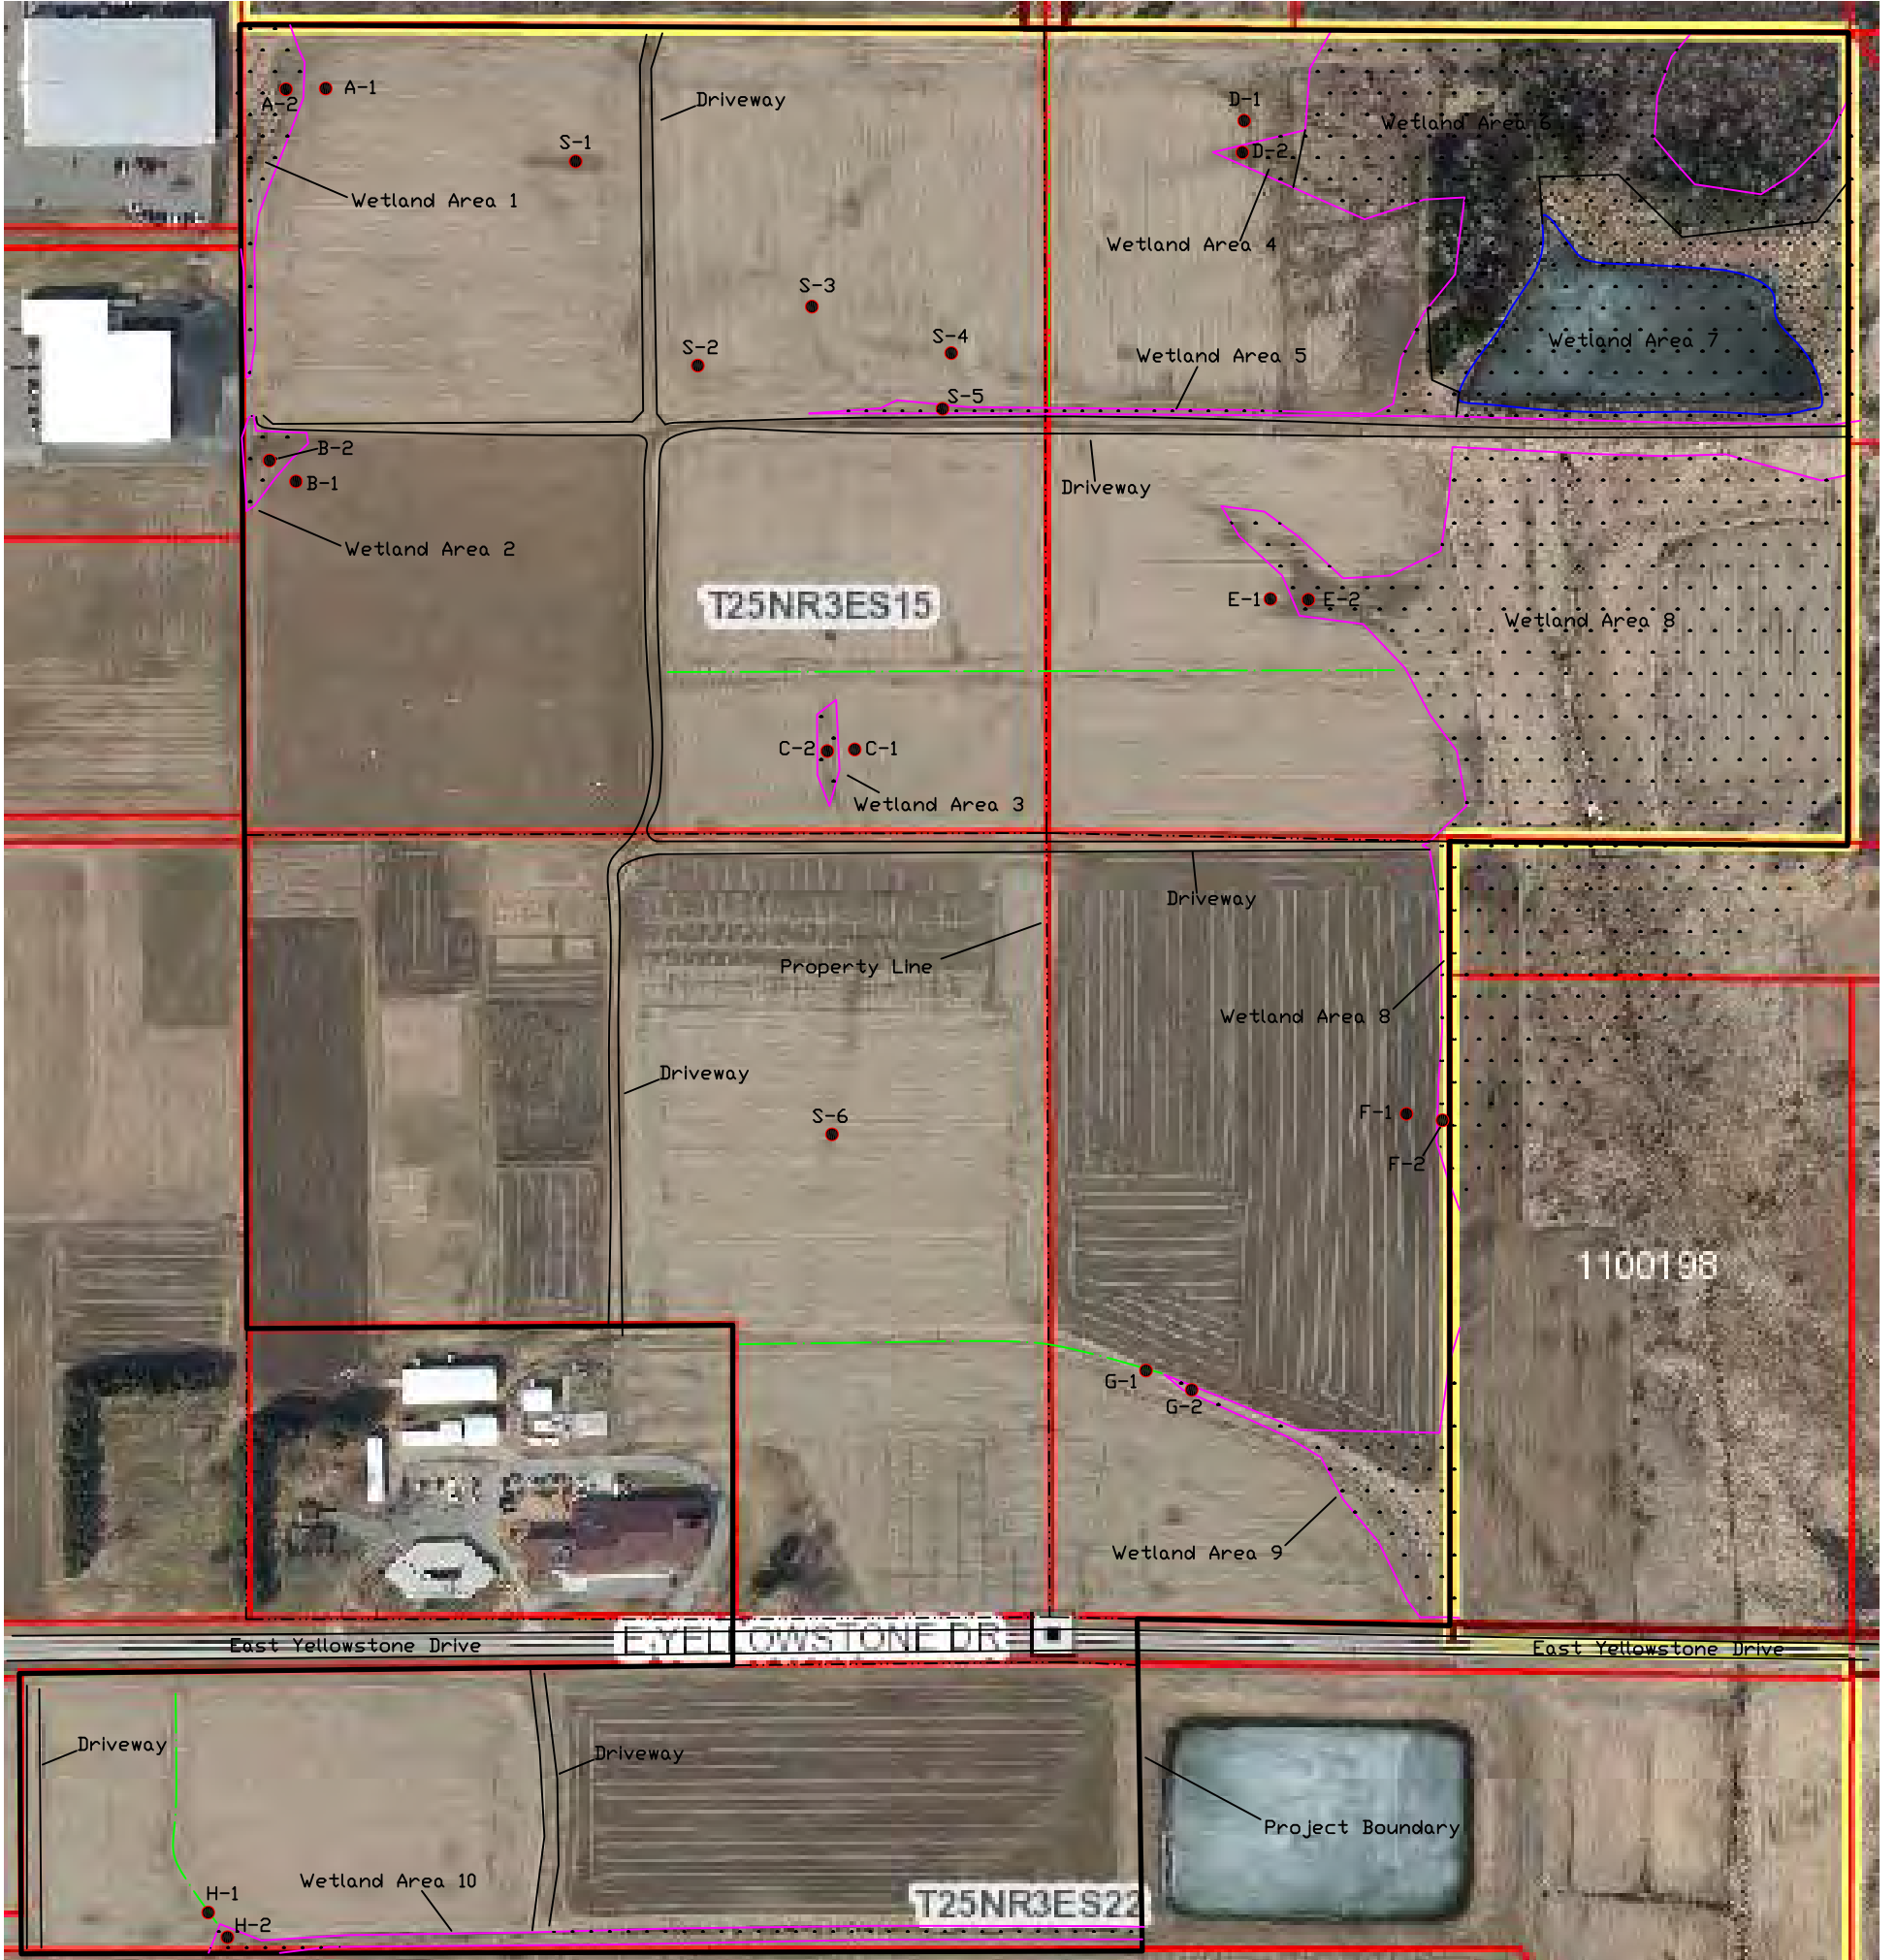 A-1
A-2
Driveway
D-1
Wetland Area 6
S-1
D-2
Wetland Area 1
Wetland Area 4
S-3
S-4
S-2
Wetland Area 5
Wetland Area 7
S-5
B-2
B-1
Driveway
Wetland Area 2
T25NR3ES15
E-1
E-2
Wetland Area 8
C-2
C-1
Wetland Area 3
Driveway
Property Line
Wetland Area 8
Driveway
S-6
F-1
F-2
1100198
G-1
G-2
Wetland Area 9
East Yellowstone Drive
E YELLOWSTONE DR
East Yellowstone Drive
Driveway
Driveway
Project Boundary
Wetland Area 10
H-1
T25NR3ES22
H-2